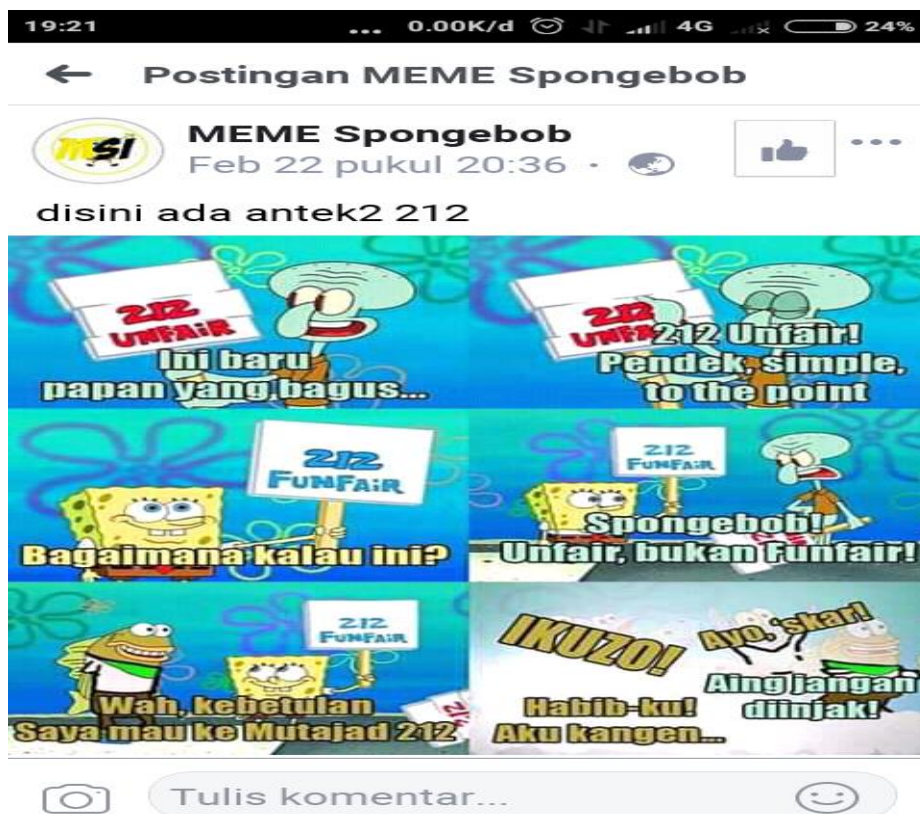 19:21 ... 0.00K/d 4G 24%
Postingan MEME Spongebob
MSI MEME Spongebob
Feb 22 pukul 20:36 ·
disini ada antek2 212
212
UNFAIR
Ini baru
papan yang bagus...
212
212 Unfair!
Pendek, simple,
to the point
212
FUNFAIR
Bagaimana kalau ini?
212
FUNFAIR
Spongebob!
Unfair, bukan Funfair!
212
FUNFAIR
Wah, kebetulan
Saya mau ke Mutajad 212
IKUZO!
Ayo, 'skar!
Aing jangan
diinjak!
Habib-ku!
Aku kangen...
Tulis komentar...